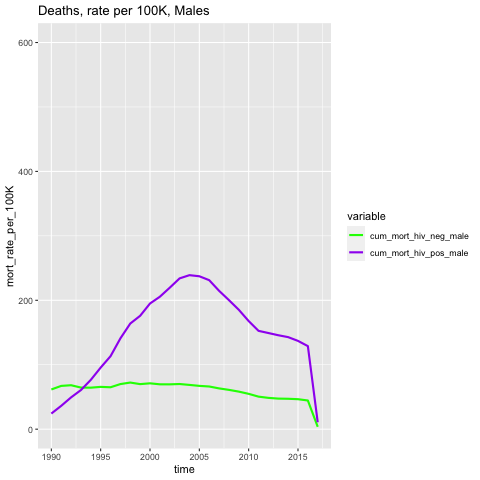 Deaths, rate per 100K, Males
600
400
200
0
mort_rate_per_100K
1990
1995
2000
2005
2010
2015
time
variable
cum_mort_hiv_neg_male
cum_mort_hiv_pos_male